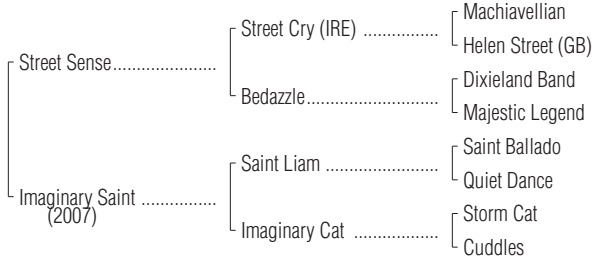 Machiavellian
Street Cry (IRE) ................
Helen Street (GB)
Street Sense......................
Dixieland Band
Bedazzle............................
Majestic Legend
Saint Ballado
Saint Liam ........................
Quiet Dance
Imaginary Saint ................
(2007)
Storm Cat
Imaginary Cat ..................
Cuddles